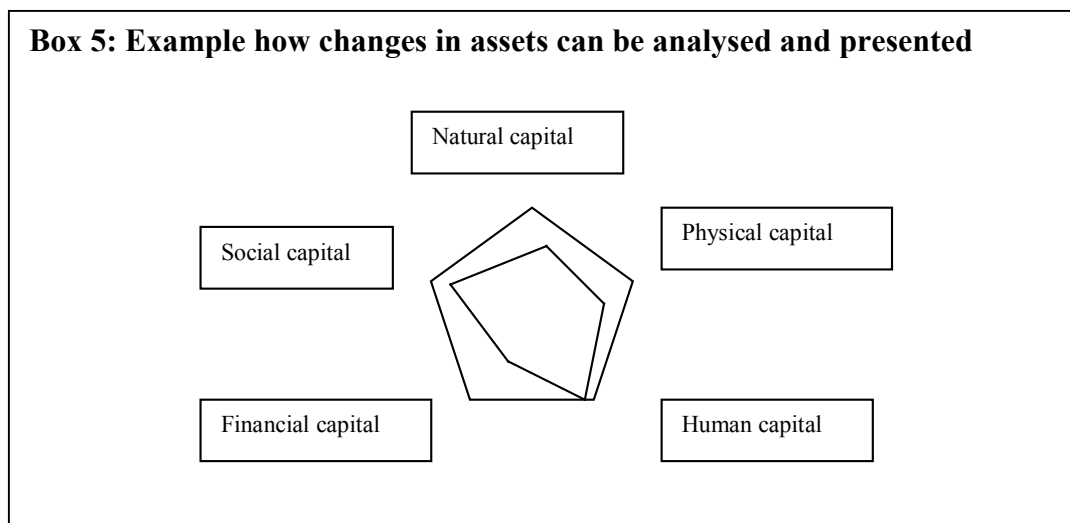 Box 5: Example how changes in assets can be analysed and presented
Natural capital
Physical capital
Social capital
Financial capital
Human capital